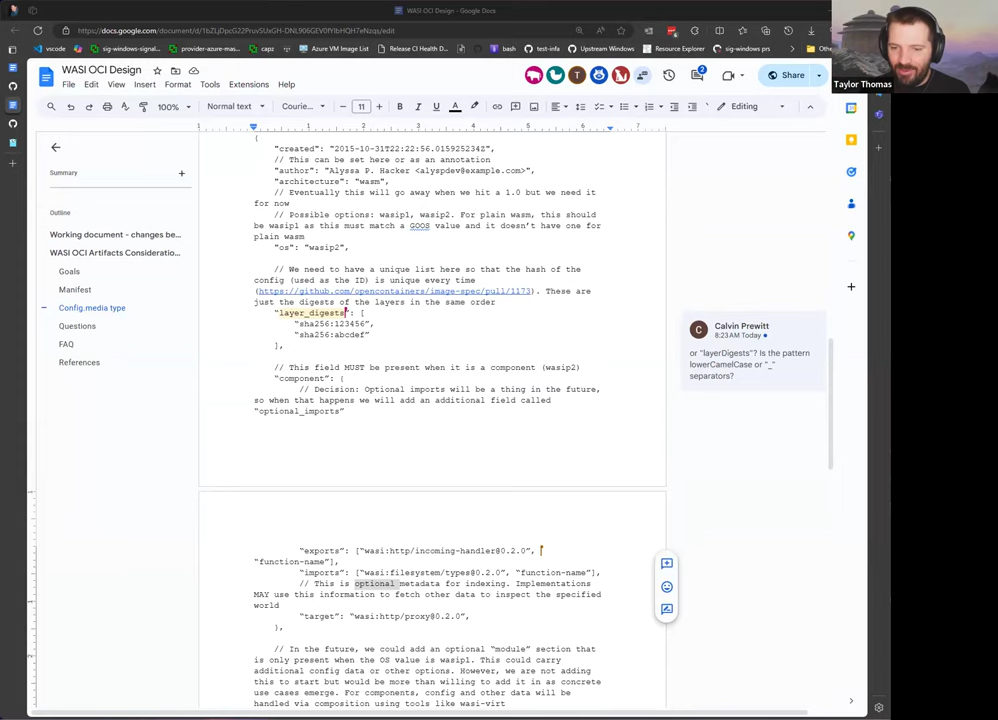 WASI OCI Design - Google Docs
https://docs.google.com/document/d/1bZLjDpcG22PruvSUxGH-DNL906GEV0fYIbHQH7eNzqs/edit
vscode
sig-windows-signal...
provider-azure-mas...
capz
Azure VM Image List
Release CI Health D...
bash
test-infa
Upstream Windows
Resource Explorer
sig-windows prs
Other
Taylor Thomas
WASI OCI Design
File Edit View Insert Format Tools Extensions Help
T
2
Share
100%
Normal text
Courie...
11
B I U A
Editing
1 1 2 3 4 5 6 7
Summary
Outline
Working document - changes be...
WASI OCI Artifacts Consideratio...
Goals
Manifest
Config.media type
Questions
FAQ
References
{
"created": "2015-10-31T22:22:56.015925234Z",
// This can be set here or as an annotation
"author": "Alyssa P. Hacker <alyspdev@example.com>",
"architecture": "wasm",
// Eventually this will go away when we hit a 1.0 but we need it
for now
// Possible options: wasip1, wasip2. For plain wasm, this should
be wasip1 as this must match a GOOS value and it doesn't have one for
plain wasm
"os": "wasip2",
// We need to have a unique list here so that the hash of the
config (used as the ID) is unique every time
(https://github.com/opencontainers/image-spec/pull/1173). These are
just the digests of the layers in the same order
"layer_digests": [
"sha256:123456",
"sha256:abcdef"
],
// This field MUST be present when it is a component (wasip2)
"component": {
// Decision: Optional imports will be a thing in the future,
so when that happens we will add an additional field called
"optional_imports"
"exports": ["wasi:http/incoming-handler@0.2.0",
"function-name"],
"imports": ["wasi:filesystem/types@0.2.0", "function-name"],
// This is optional metadata for indexing. Implementations
MAY use this information to fetch other data to inspect the specified
world
"target": "wasi:http/proxy@0.2.0",
},
// In the future, we could add an optional "module" section that
is only present when the OS value is wasip1. This could carry
additional config data or other options. However, we are not adding
this to start but would be more than willing to add it in as concrete
use cases emerge. For components, config and other data will be
handled via composition using tools like wasi-virt
C
Calvin Prewitt
8:23 AM Today
or "layerDigests"? Is the pattern
lowerCamelCase or "_"
separators?